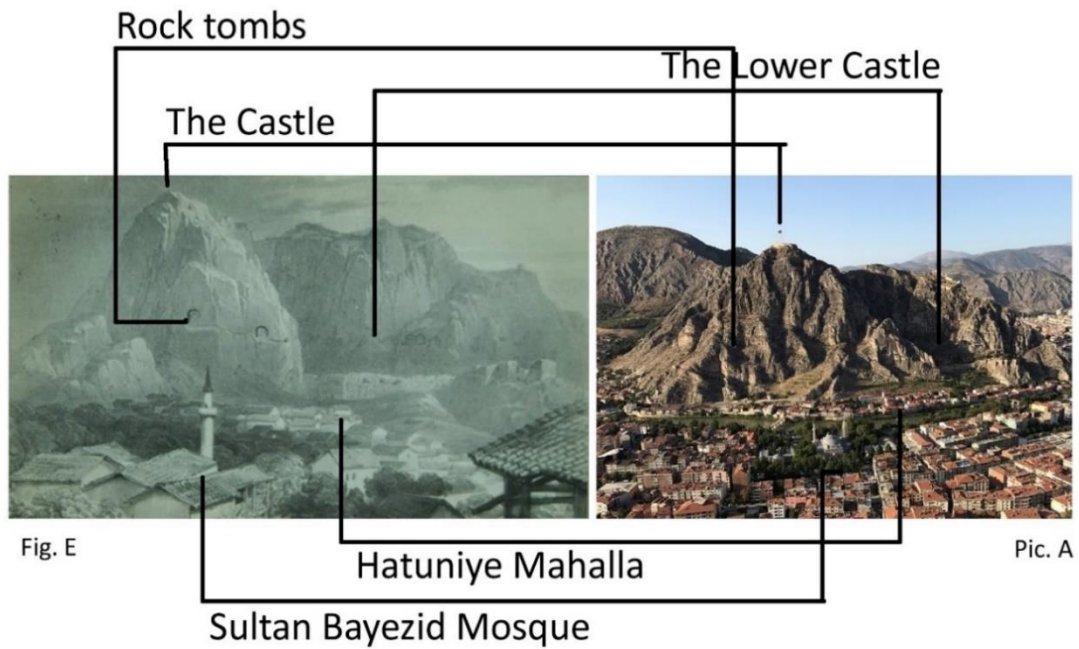 Rock tombs
The Lower Castle
The Castle
Fig. E
Pic. A
Hatuniye Mahalla
Sultan Bayezid Mosque